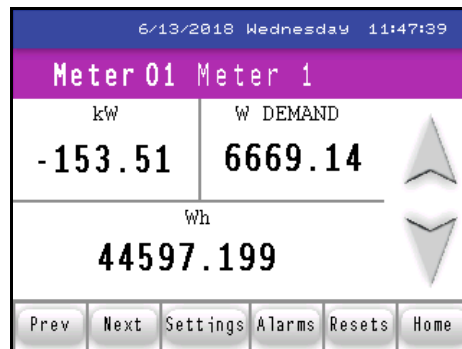 6/13/2018 Wednesday 11:47:39
Meter 01 Meter 1
kW W DEMAND
-153.51 6669.14
Wh
44597.199
Prev Next Settings Alarms Resets Home